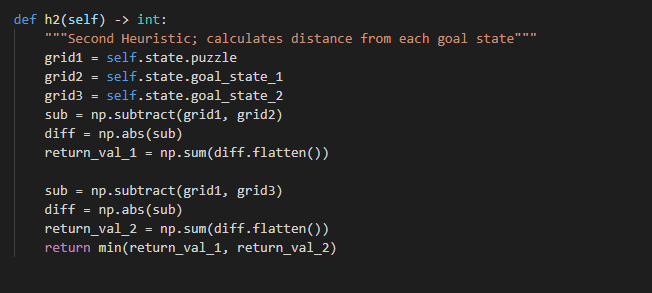 def h2(self) -> int:
    """Second Heuristic; calculates distance from each goal state"""
    grid1 = self.state.puzzle
    grid2 = self.state.goal_state_1
    grid3 = self.state.goal_state_2
    sub = np.subtract(grid1, grid2)
    diff = np.abs(sub)
    return_val_1 = np.sum(diff.flatten())

    sub = np.subtract(grid1, grid3)
    diff = np.abs(sub)
    return_val_2 = np.sum(diff.flatten())
    return min(return_val_1, return_val_2)